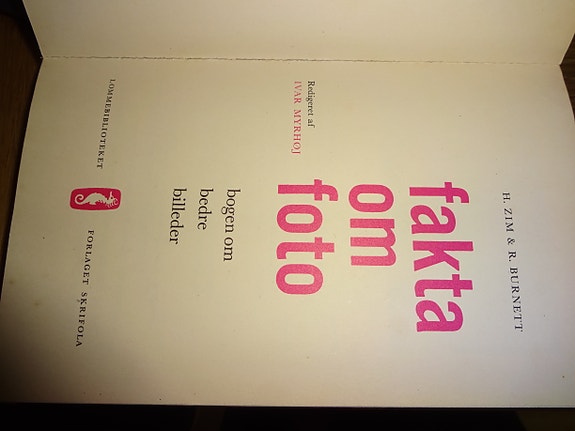 H. ZIM & R. BURNETT
fakta
om
foto
Redigeret af
IVAR MYRHØJ
bogen om
bedre
billeder
LOMMEBIBLIOTEKET
FORLAGET SKRIFOLA